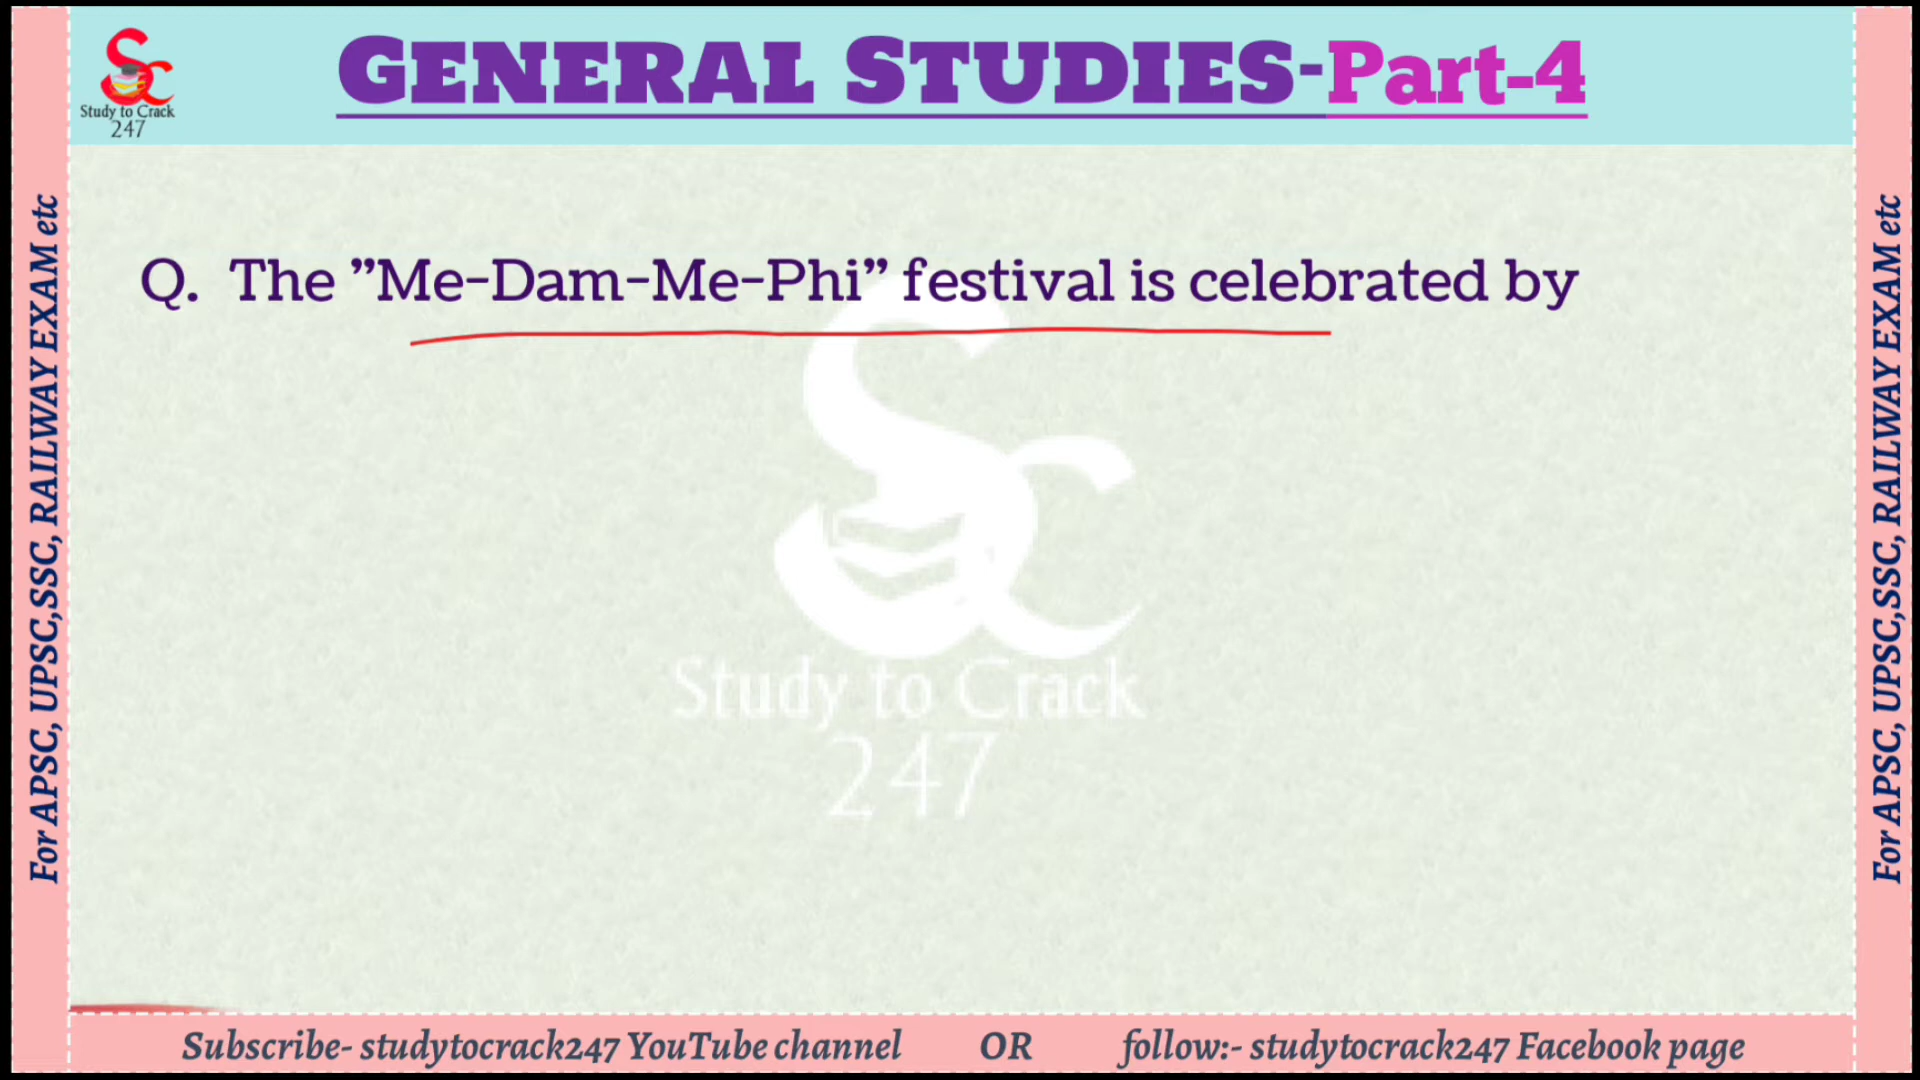 Study to Crack
247
GENERAL STUDIES-Part-4
For APSC, UPSC,SSC, RAILWAY EXAM etc
Q. The ”Me-Dam-Me-Phi” festival is celebrated by
Study to Crack
247
For APSC, UPSC,SSC, RAILWAY EXAM etc
Subscribe- studytocrack247 YouTube channel OR follow:- studytocrack247 Facebook page